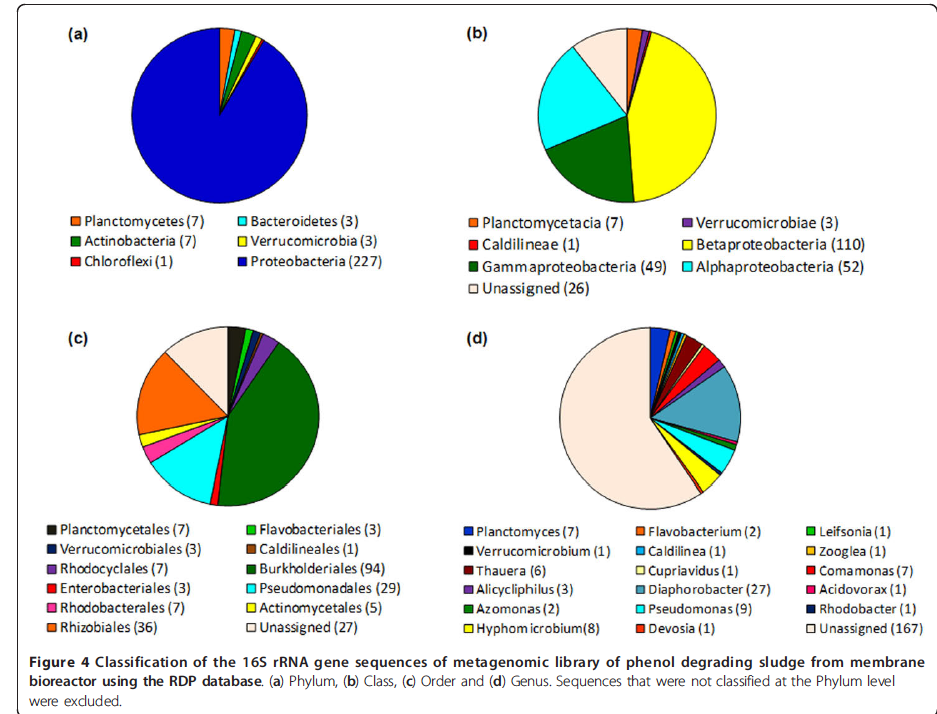 (a)
Planctomycetes (7) Bacteroidetes (3)
Actinobacteria (7) Verrucomicrobia (3)
Chloroflexi (1) Proteobacteria (227)
(b)
Planctomycetacia (7) Verrucomicrobiae (3)
Caldilineae (1) Betaproteobacteria (110)
Gammaproteobacteria (49) Alphaproteobacteria (52)
Unassigned (26)
(c)
Planctomycetales (7) Flavobacteriales (3)
Verrucomicrobiales (3) Caldilineales (1)
Rhodocyclales (7) Burkholderiales (94)
Enterobacteriales (3) Pseudomonadales (29)
Rhodobacterales (7) Actinomycetales (5)
Rhizobiales (36) Unassigned (27)
(d)
Planctomyces (7) Flavobacterium (2) Leifsonia (1)
Verrucomicrobium (1) Caldilinea (1) Zooglea (1)
Thauera (6) Cupriavidus (1) Comamonas (7)
Alicycliphilus (3) Diaphorobacter (27) Acidovorax (1)
Azomonas (2) Pseudomonas (9) Rhodobacter (1)
Hyphomicrobium(8) Devosia (1) Unassigned (167)
Figure 4 Classification of the 16S rRNA gene sequences of metagenomic library of phenol degrading sludge from membrane
bioreactor using the RDP database. (a) Phylum, (b) Class, (c) Order and (d) Genus. Sequences that were not classified at the Phylum level
were excluded.